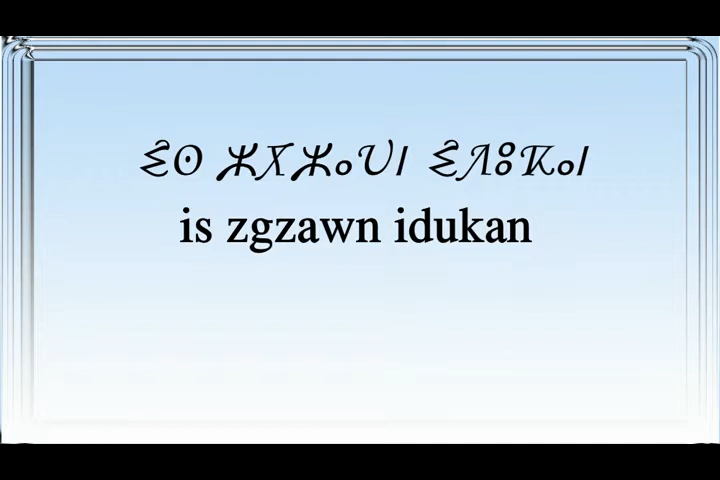 ⵉⵙ ⵣⴳⵣⴰⵡⵏ ⵉⴷⵓⴽⴰⵏ
is zgzawn idukan